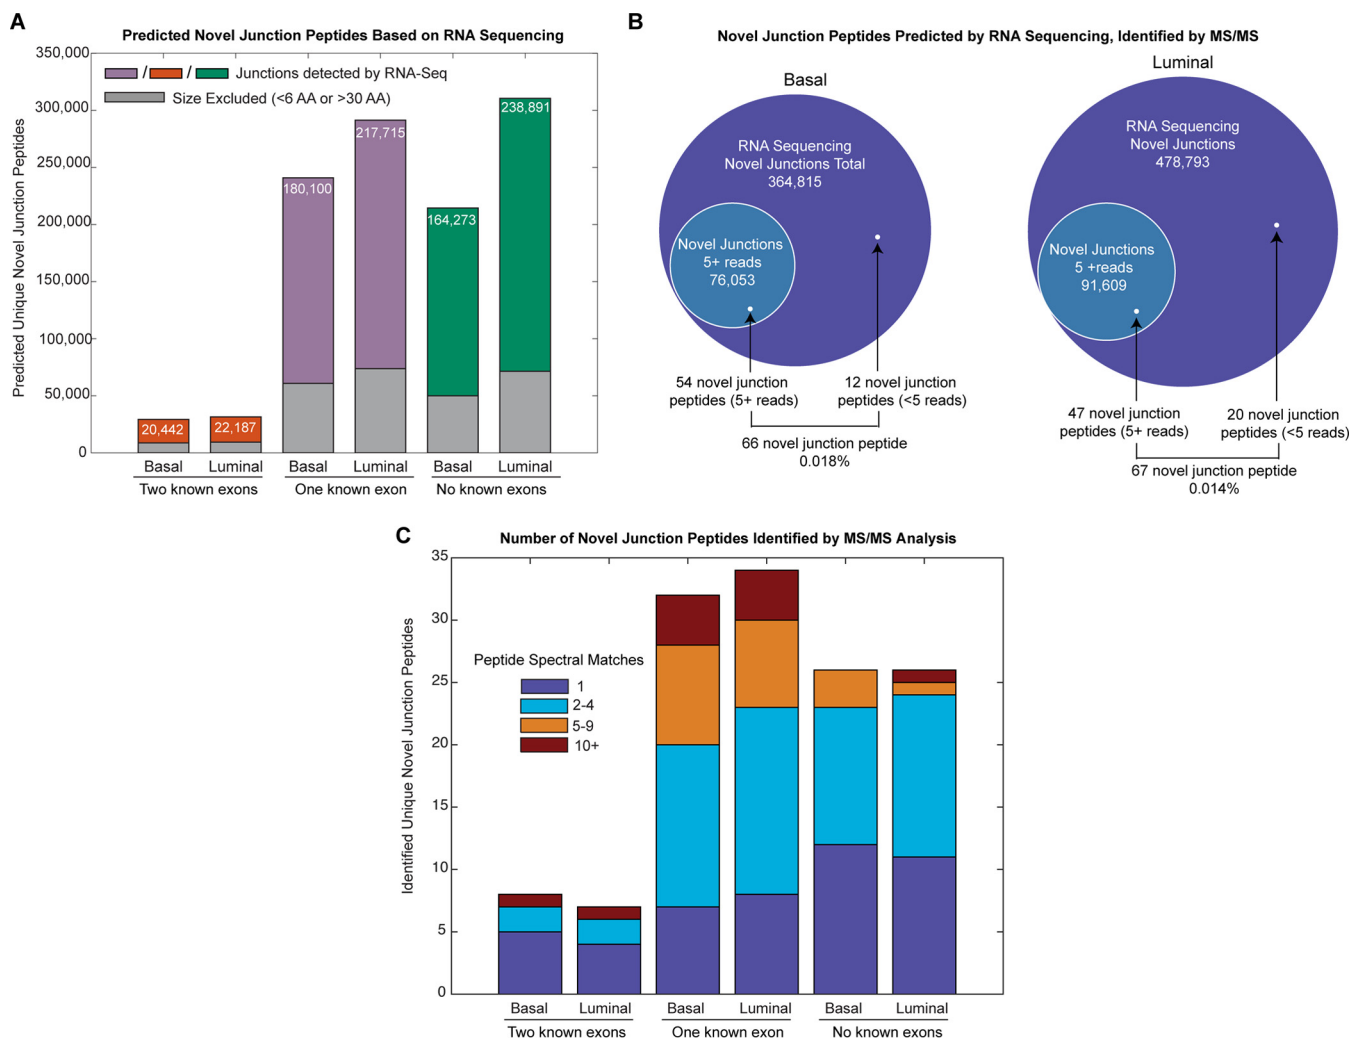 A
Predicted Novel Junction Peptides Based on RNA Sequencing
Predicted Unique Novel Junction Peptides
350,000
300,000
250,000
200,000
150,000
100,000
50,000
0
/ / Junctions detected by RNA-Seq
Size Excluded (<6 AA or >30 AA)
20,442
22,187
180,100
217,715
164,273
238,891
Basal Luminal Basal Luminal Basal Luminal
Two known exons One known exon No known exons
B
Novel Junction Peptides Predicted by RNA Sequencing, Identified by MS/MS
Basal
RNA Sequencing
Novel Junctions Total
364,815
Novel Junctions
5+ reads
76,053
54 novel junction
peptides (5+ reads)
12 novel junction
peptides (<5 reads)
66 novel junction peptide
0.018%
Luminal
RNA Sequencing
Novel Junctions
478,793
Novel Junctions
5 +reads
91,609
47 novel junction
peptides (5+ reads)
20 novel junction
peptides (<5 reads)
67 novel junction peptide
0.014%
C
Number of Novel Junction Peptides Identified by MS/MS Analysis
Identified Unique Novel Junction Peptides
35
30
25
20
15
10
5
0
Peptide Spectral Matches
1
2-4
5-9
10+
Basal Luminal Basal Luminal Basal Luminal
Two known exons One known exon No known exons